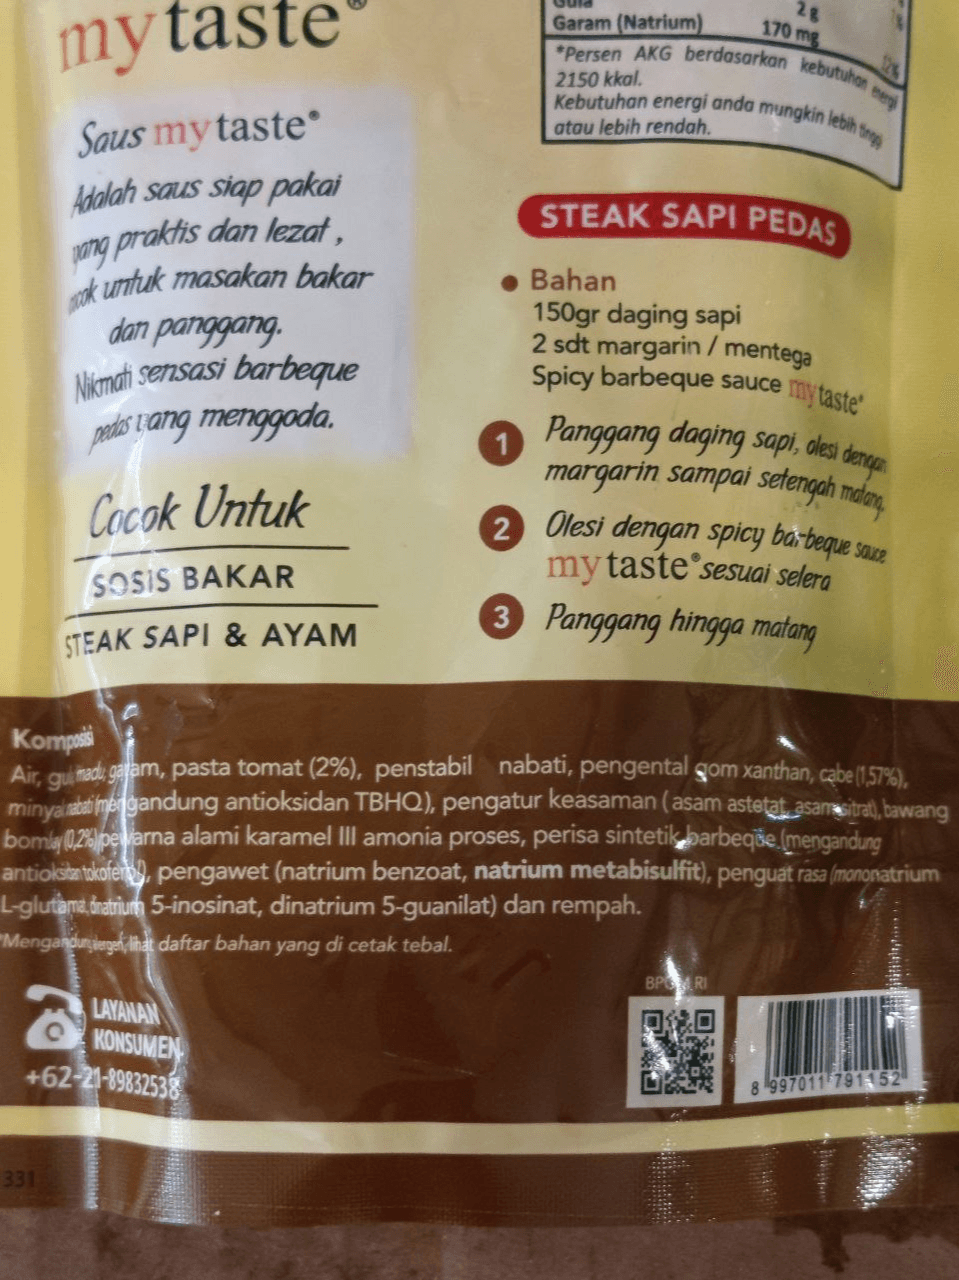 mytaste®
Saus mytaste®
Adalah saus siap pakai
yang praktis dan lezat ,
cocok untuk masakan bakar
dan panggang.
Nikmati sensasi barbeque
pedas yang menggoda.
Cocok Untuk
SOSIS BAKAR
STEAK SAPI & AYAM
Gula 2 g
Garam (Natrium) 170 mg 12%
*Persen AKG berdasarkan kebutuhan energi
2150 kkal.
Kebutuhan energi anda mungkin lebih tinggi
atau lebih rendah.
STEAK SAPI PEDAS
• Bahan
150gr daging sapi
2 sdt margarin / mentega
Spicy barbeque sauce mytaste®
1 Panggang daging sapi, olesi dengan
margarin sampai setengah matang.
2 Olesi dengan spicy barbeque sauce
mytaste® sesuai selera
3 Panggang hingga matang
Komposisi
Air, gula, madu, garam, pasta tomat (2%), penstabil nabati, pengental gom xanthan, cabe (1,57%),
minyak nabati (mengandung antioksidan TBHQ), pengatur keasaman ( asam astetat, asam sitrat), bawang
bombay (0,2%) pewarna alami karamel III amonia proses, perisa sintetik barbeque (mengandung
antioksidan tokoferol), pengawet (natrium benzoat, natrium metabisulfit), penguat rasa (mononatrium
L-glutamat, dinatrium 5-inosinat, dinatrium 5-guanilat) dan rempah.
*Mengandung alergen, lihat daftar bahan yang di cetak tebal.
LAYANAN
KONSUMEN
+62-21-89832538
BPOM RI
8 997011 791152
331